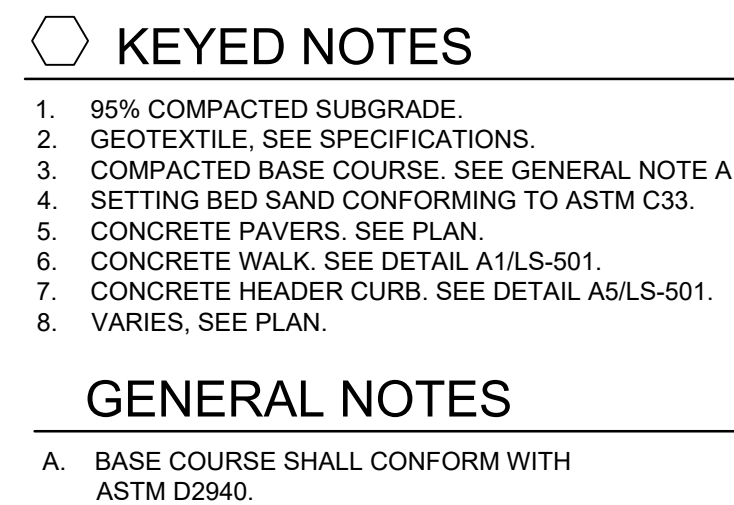 KEYED NOTES
1. 95% COMPACTED SUBGRADE.
2. GEOTEXTILE, SEE SPECIFICATIONS.
3. COMPACTED BASE COURSE. SEE GENERAL NOTE A
4. SETTING BED SAND CONFORMING TO ASTM C33.
5. CONCRETE PAVERS. SEE PLAN.
6. CONCRETE WALK. SEE DETAIL A1/LS-501.
7. CONCRETE HEADER CURB. SEE DETAIL A5/LS-501.
8. VARIES, SEE PLAN.
GENERAL NOTES
A. BASE COURSE SHALL CONFORM WITH
ASTM D2940.